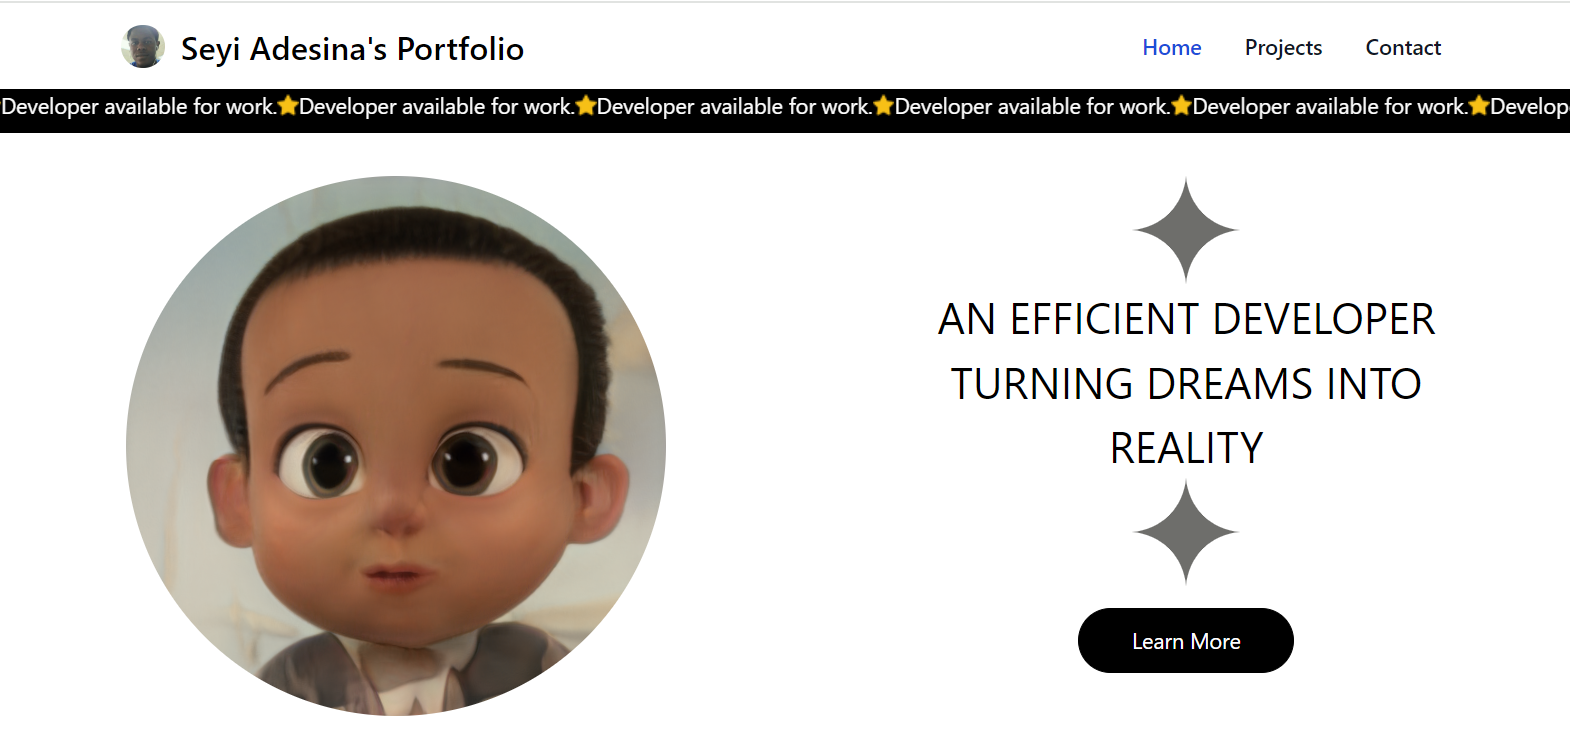 Seyi Adesina's Portfolio
Home Projects Contact
Developer available for work.⭐Developer available for work.⭐Developer available for work.⭐Developer available for work.⭐Developer available for work.⭐Develop
AN EFFICIENT DEVELOPER
TURNING DREAMS INTO
REALITY
Learn More